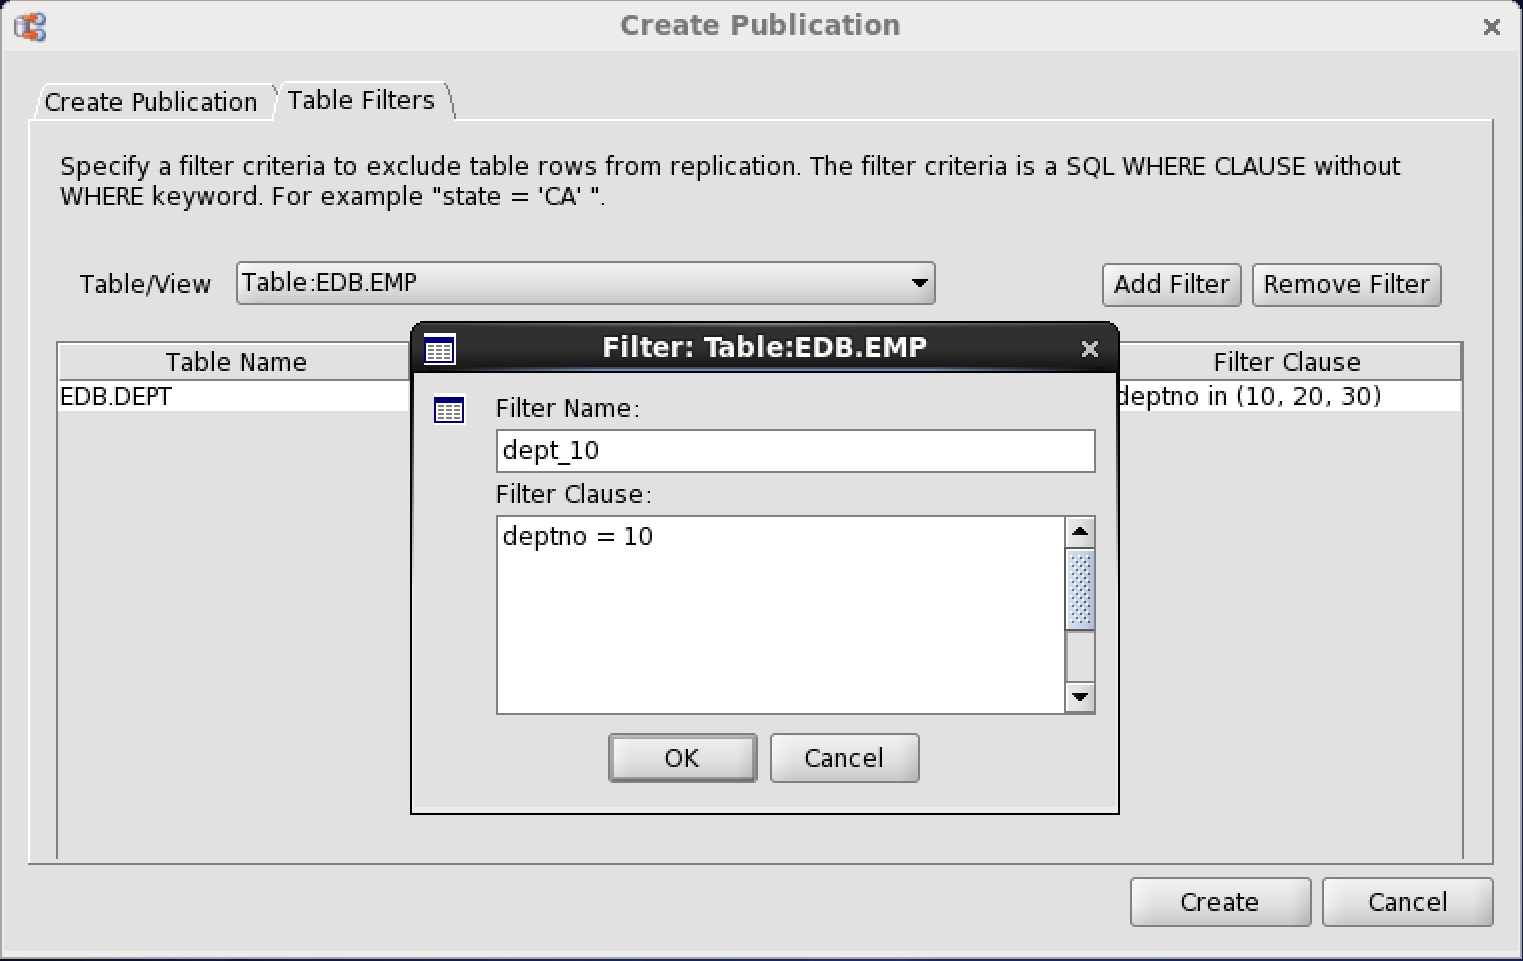 Create Publication
Create Publication
Table Filters
Specify a filter criteria to exclude table rows from replication. The filter criteria is a SQL WHERE CLAUSE without
WHERE keyword. For example "state = 'CA' ".
Table/View
Table:EDB.EMP
Add Filter
Remove Filter
Table Name
Filter Clause
EDB.DEPT
deptno in (10, 20, 30)
Filter: Table:EDB.EMP
Filter Name:
dept_10
Filter Clause:
deptno = 10
OK
Cancel
Create
Cancel